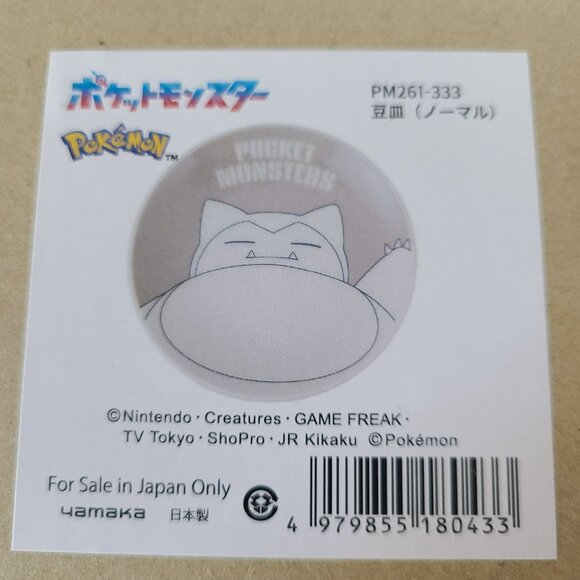 ポケットモンスター
PM261-333
豆皿（ノーマル）
POKéMON™
POCKET
MONSTERS
©Nintendo・Creatures・GAME FREAK・
TV Tokyo・ShoPro・JR Kikaku ©Pokémon
For Sale in Japan Only
yamaka 日本製
4 979855 180433